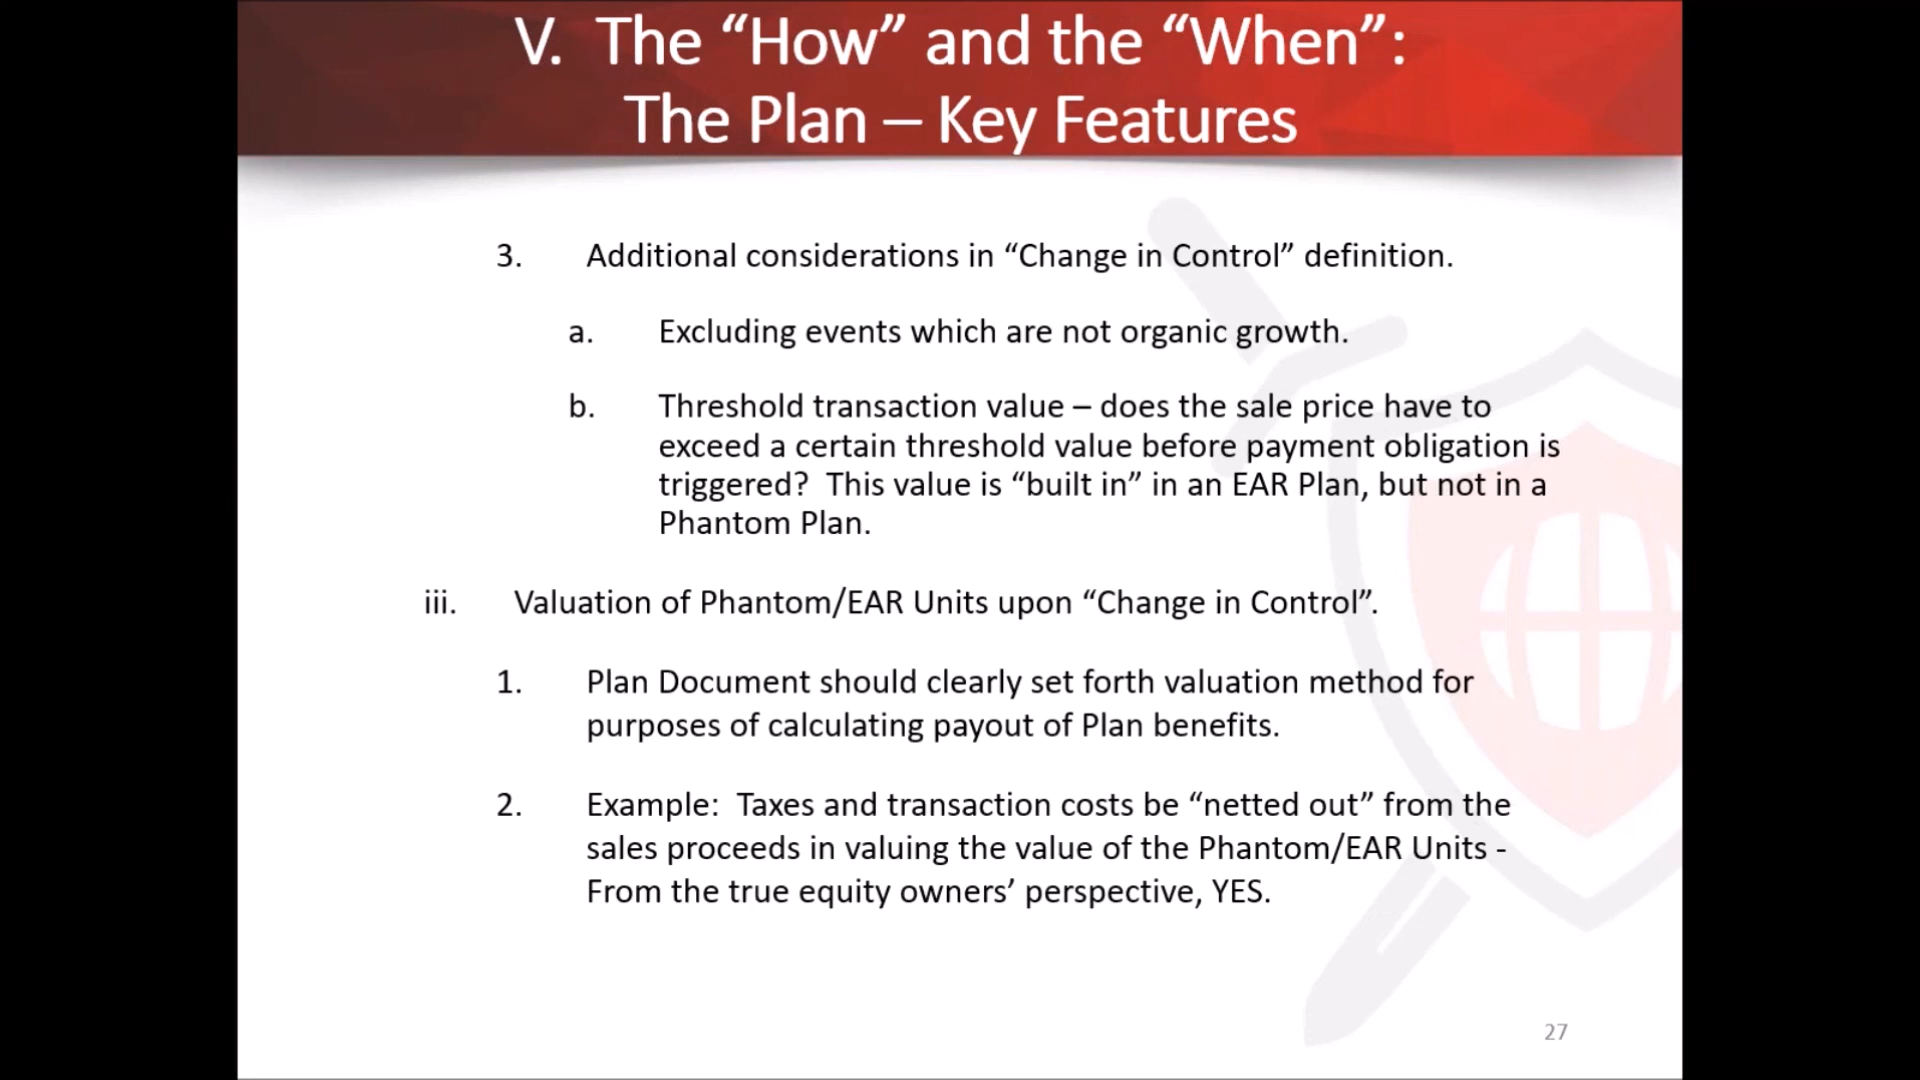 V. The “How” and the “When”:
The Plan – Key Features
3. Additional considerations in “Change in Control” definition.
a. Excluding events which are not organic growth.
b. Threshold transaction value – does the sale price have to
exceed a certain threshold value before payment obligation is
triggered? This value is “built in” in an EAR Plan, but not in a
Phantom Plan.
iii. Valuation of Phantom/EAR Units upon “Change in Control”.
1. Plan Document should clearly set forth valuation method for
purposes of calculating payout of Plan benefits.
2. Example: Taxes and transaction costs be “netted out” from the
sales proceeds in valuing the value of the Phantom/EAR Units -
From the true equity owners’ perspective, YES.
27